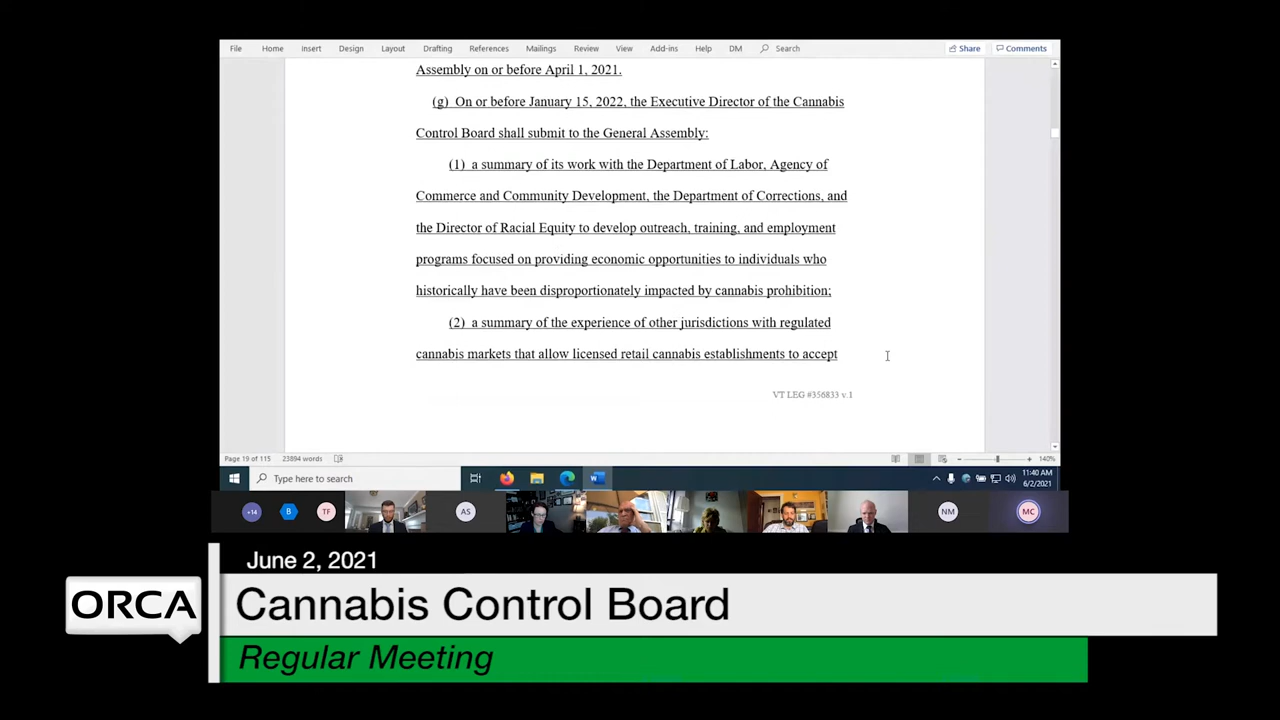 File Home Insert Design Layout Drafting References Mailings Review View Add-ins Help DM Search Share Comments
Assembly on or before April 1, 2021.
(g) On or before January 15, 2022, the Executive Director of the Cannabis
Control Board shall submit to the General Assembly:
(1) a summary of its work with the Department of Labor, Agency of
Commerce and Community Development, the Department of Corrections, and
the Director of Racial Equity to develop outreach, training, and employment
programs focused on providing economic opportunities to individuals who
historically have been disproportionately impacted by cannabis prohibition;
(2) a summary of the experience of other jurisdictions with regulated
cannabis markets that allow licensed retail cannabis establishments to accept
VT LEG #356833 v.1
Page 19 of 115 23894 words 140%
Type here to search 11:40 AM
6/2/2021
+14 B TF AS NM MC
June 2, 2021
ORCA Cannabis Control Board
Regular Meeting